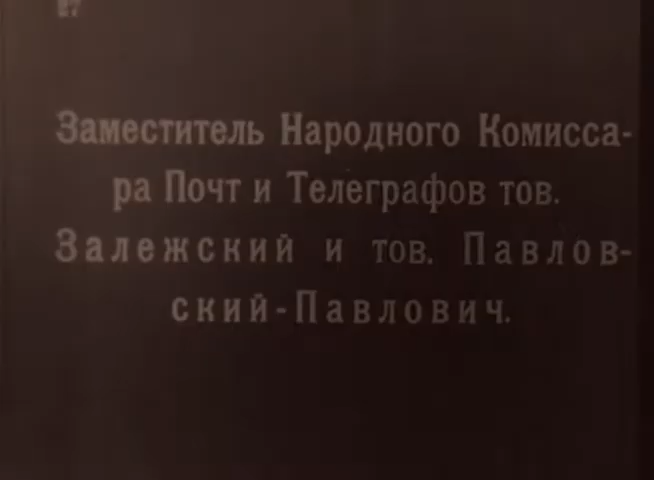 Заместитель Народного Комисса-
ра Почт и Телеграфов тов.
Залежский и тов. Павлов-
ский-Павлович.